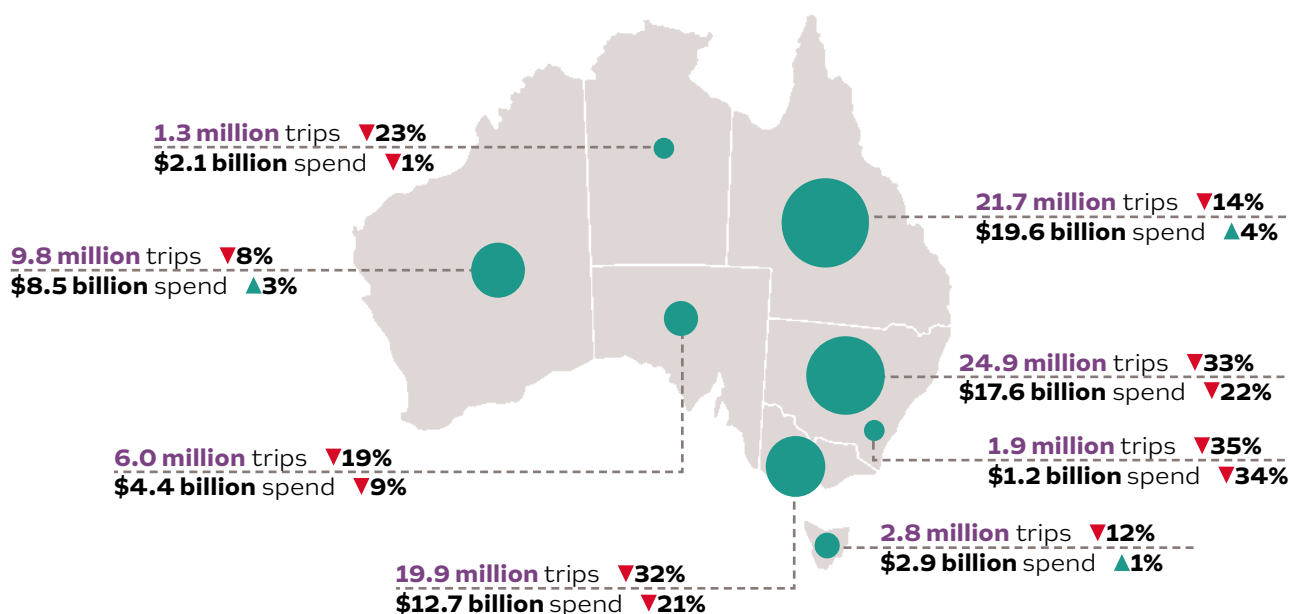 1.3 million trips ▼23%
$2.1 billion spend ▼1%
21.7 million trips ▼14%
$19.6 billion spend ▲4%
9.8 million trips ▼8%
$8.5 billion spend ▲3%
24.9 million trips ▼33%
$17.6 billion spend ▼22%
6.0 million trips ▼19%
$4.4 billion spend ▼9%
1.9 million trips ▼35%
$1.2 billion spend ▼34%
2.8 million trips ▼12%
$2.9 billion spend ▲1%
19.9 million trips ▼32%
$12.7 billion spend ▼21%